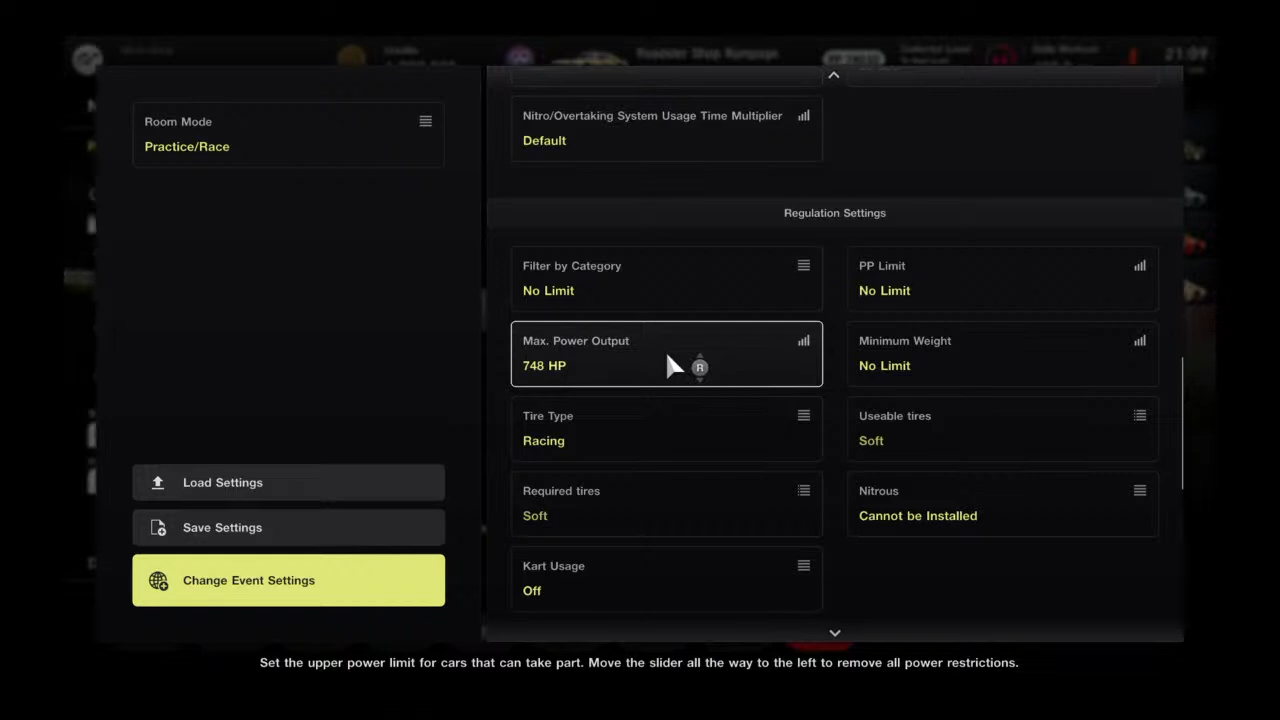 Roadster Shop Rampage
Room Mode
Practice/Race
Nitro/Overtaking System Usage Time Multiplier
Default
Regulation Settings
Filter by Category
No Limit
PP Limit
No Limit
Max. Power Output
748 HP
Minimum Weight
No Limit
R
Tire Type
Racing
Useable tires
Soft
Required tires
Soft
Nitrous
Cannot be Installed
Kart Usage
Off
Load Settings
Save Settings
Change Event Settings
Set the upper power limit for cars that can take part. Move the slider all the way to the left to remove all power restrictions.